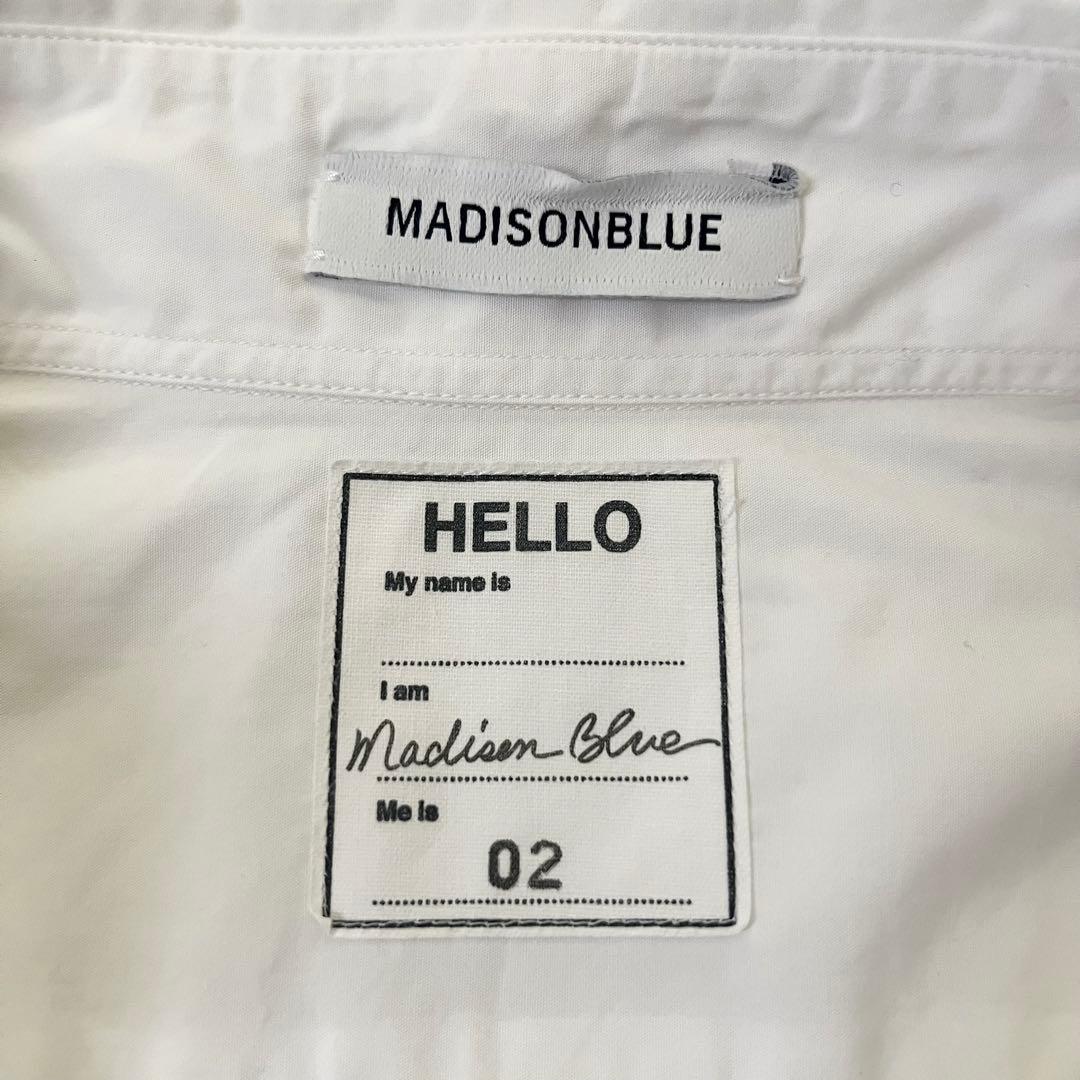 MADISONBLUE
HELLO
My name is
I am
Madison Blue
Me is
02